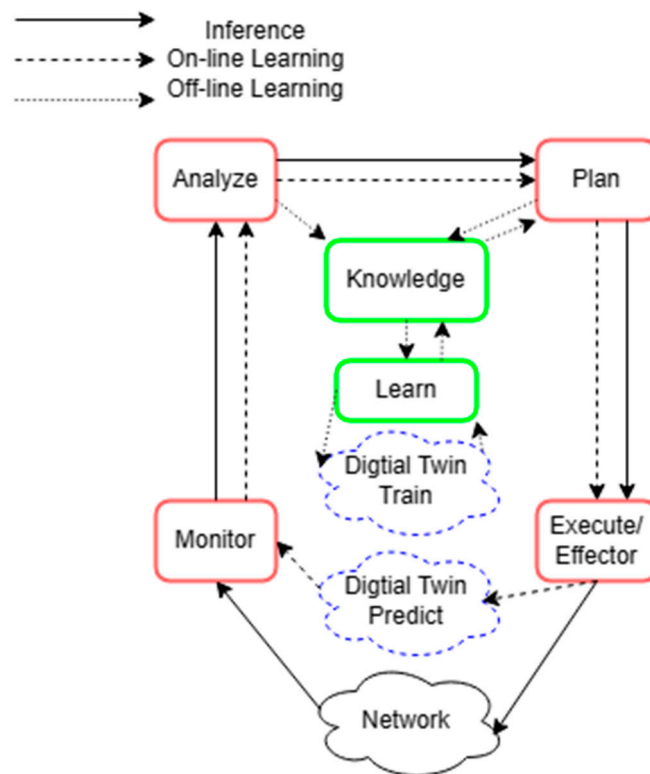 Inference
On-line Learning
Off-line Learning
Analyze
Plan
Knowledge
Learn
Digtial Twin
Train
Monitor
Execute/
Effector
Digtial Twin
Predict
Network